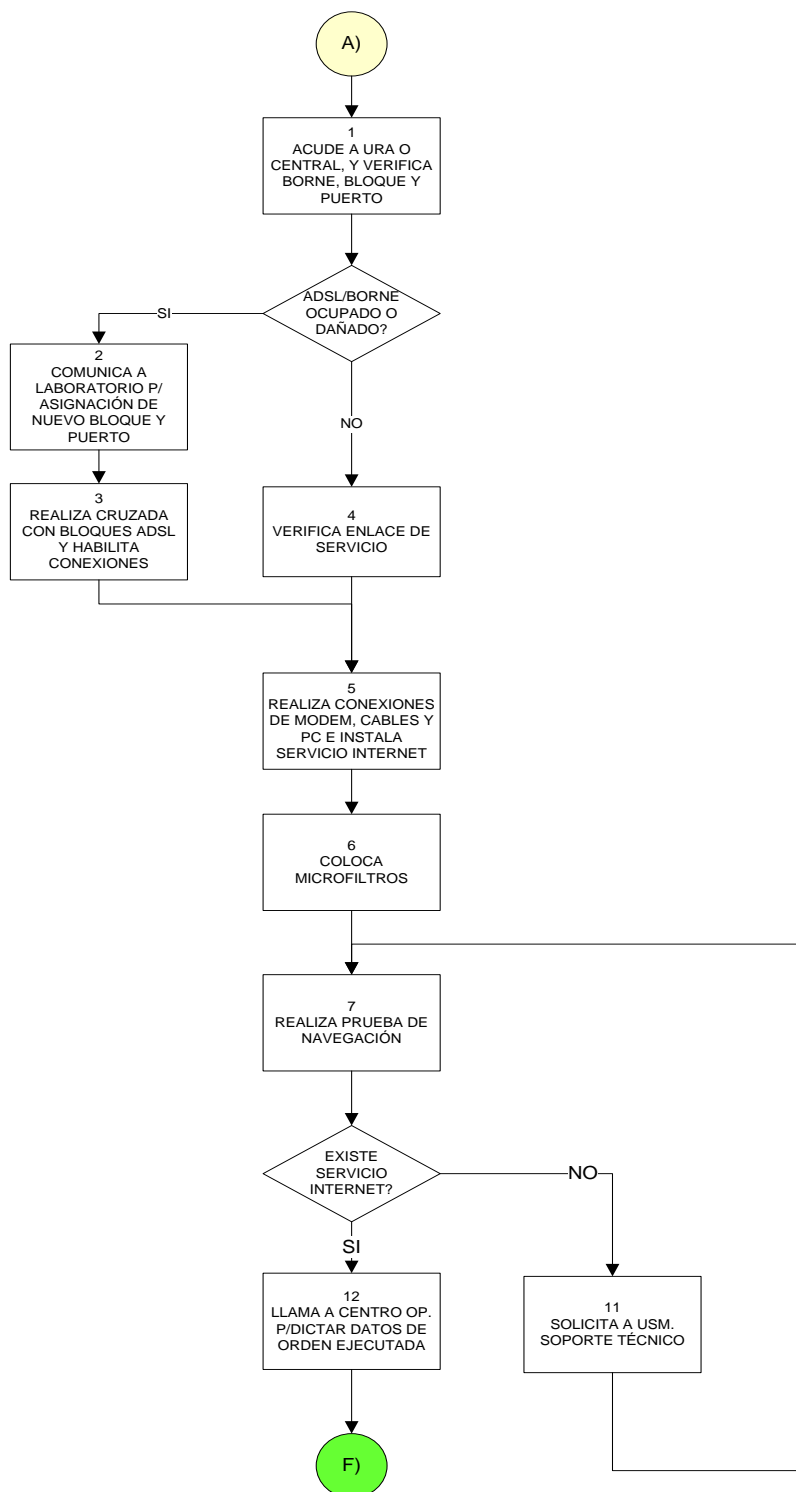 A)
1
ACUDE A URA O
CENTRAL, Y VERIFICA
BORNE, BLOQUE Y
PUERTO
ADSL/BORNE
OCUPADO O
DAÑADO?
SI
2
COMUNICA A
LABORATORIO P/
ASIGNACIÓN DE
NUEVO BLOQUE Y
PUERTO
NO
3
REALIZA CRUZADA
CON BLOQUES ADSL
Y HABILITA
CONEXIONES
4
VERIFICA ENLACE DE
SERVICIO
5
REALIZA CONEXIONES
DE MODEM, CABLES Y
PC E INSTALA
SERVICIO INTERNET
6
COLOCA
MICROFILTROS
7
REALIZA PRUEBA DE
NAVEGACIÓN
EXISTE
SERVICIO
INTERNET?
NO
SI
12
LLAMA A CENTRO OP.
P/DICTAR DATOS DE
ORDEN EJECUTADA
11
SOLICITA A USM.
SOPORTE TÉCNICO
F)